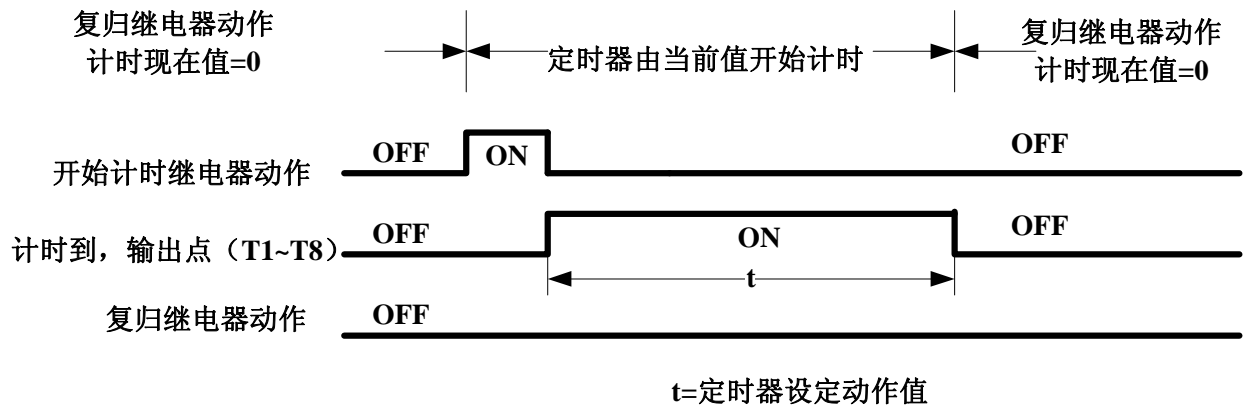 复归继电器动作
计时现在值=0
定时器由当前值开始计时
复归继电器动作
计时现在值=0
开始计时继电器动作
OFF
ON
OFF
计时到，输出点（T1~T8）
OFF
ON
OFF
t
复归继电器动作
OFF
t=定时器设定动作值